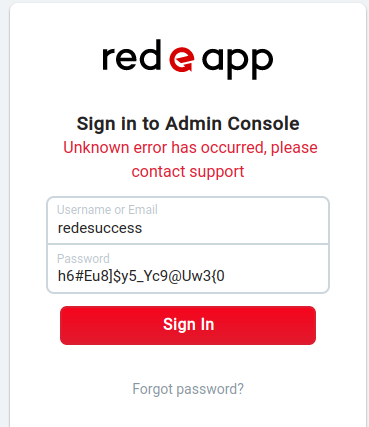 red e app
Sign in to Admin Console
Unknown error has occurred, please
contact support
Username or Email
redesuccess
Password
h6#Eu8]$y5_Yc9@Uw3{0
Sign In
Forgot password?